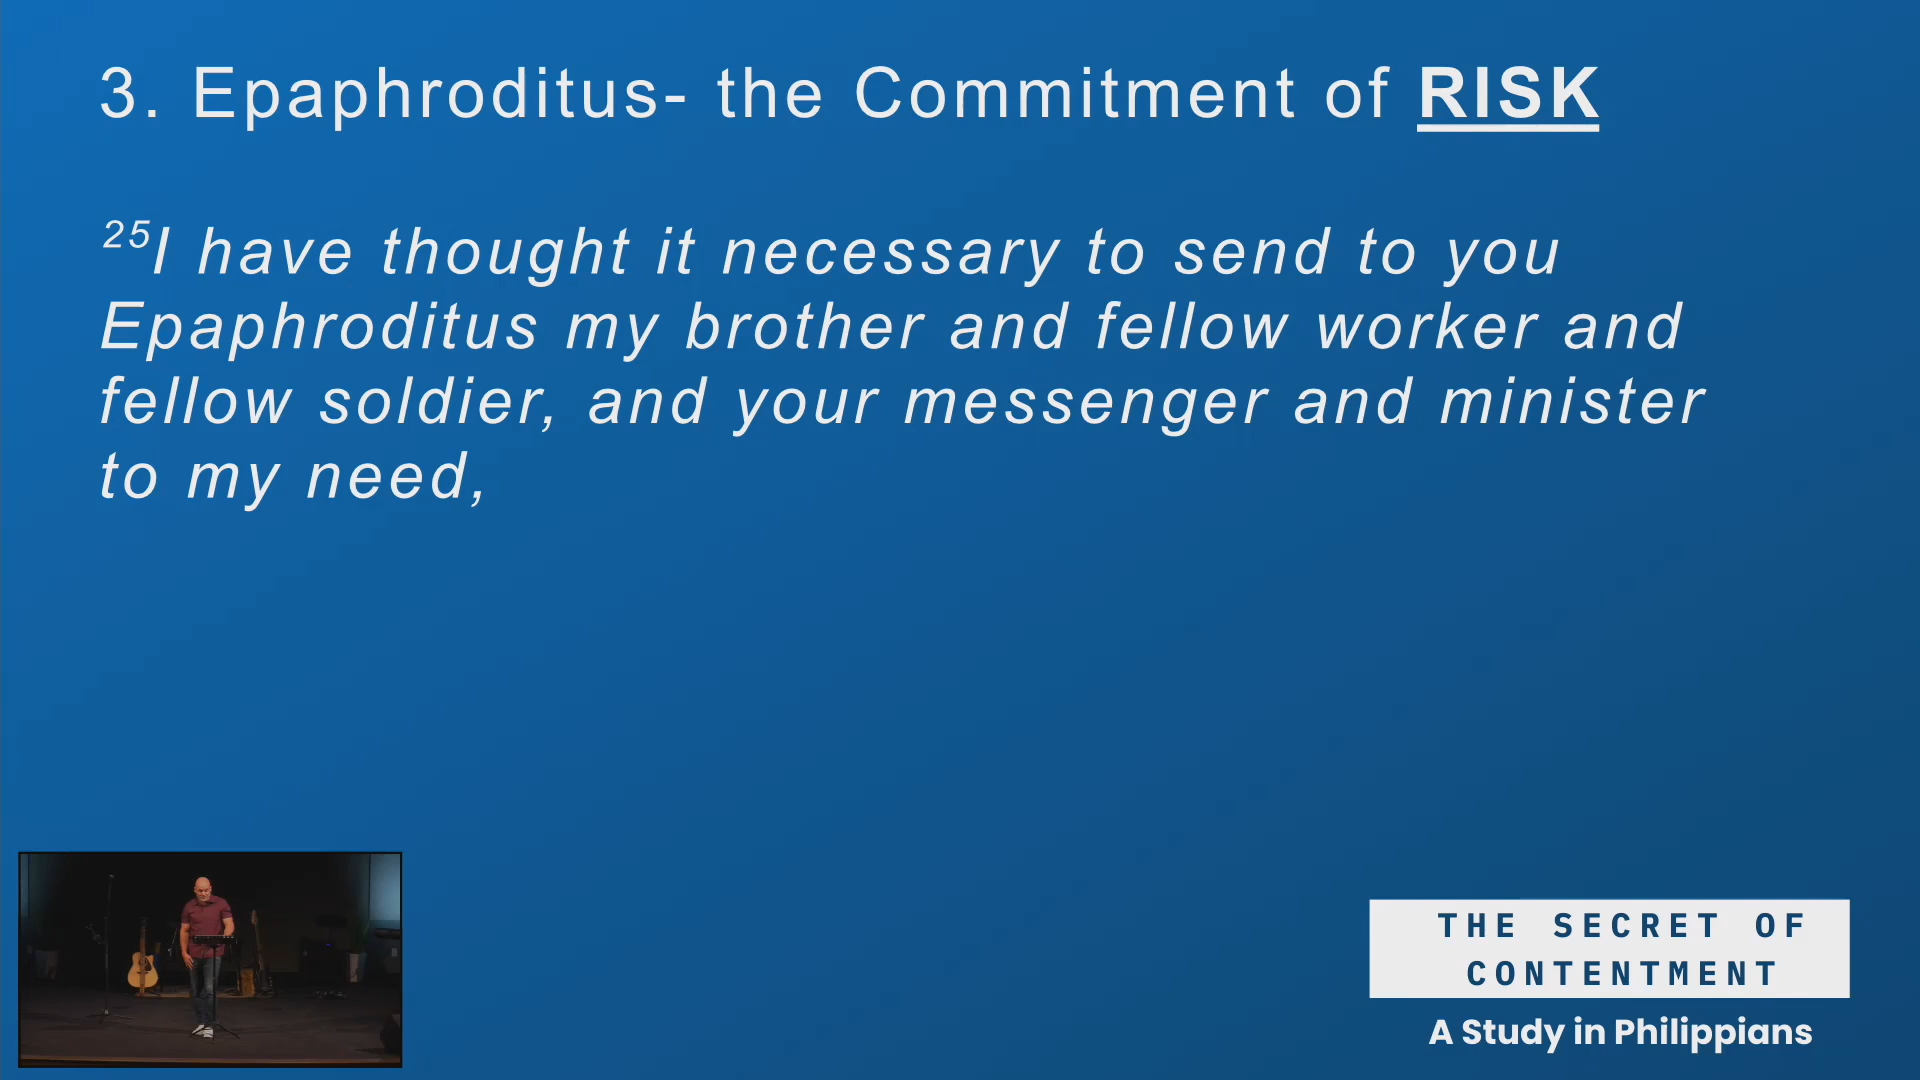 3. Epaphroditus- the Commitment of RISK
25I have thought it necessary to send to you
Epaphroditus my brother and fellow worker and
fellow soldier, and your messenger and minister
to my need,
THE SECRET OF
CONTENTMENT
A Study in Philippians